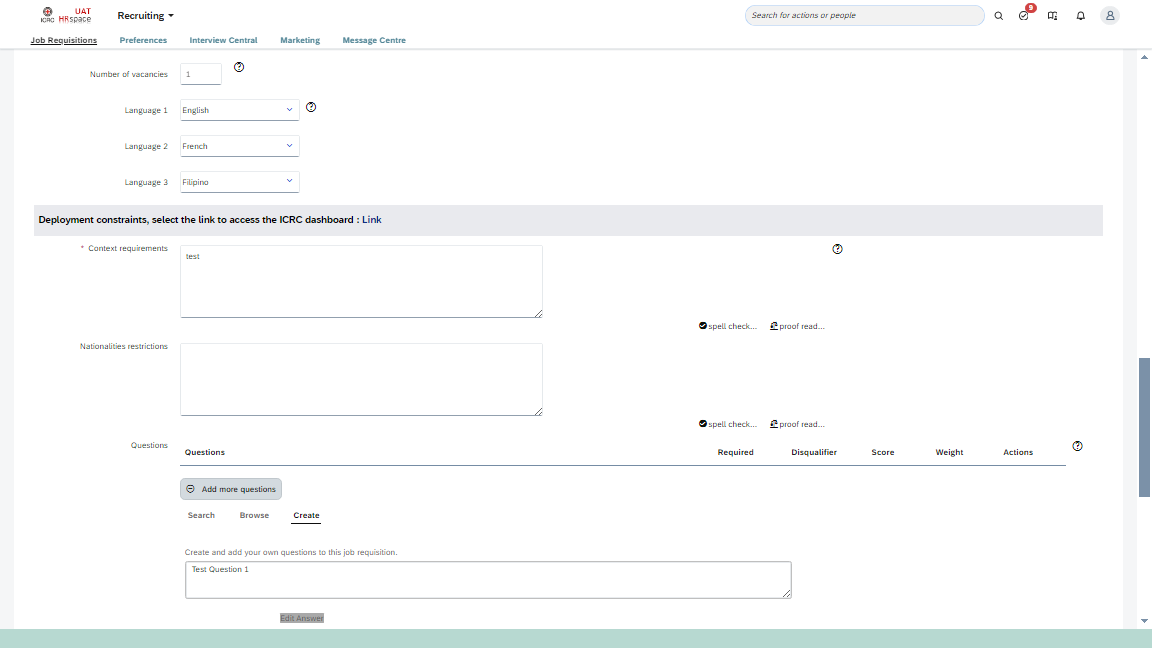 ICRC UAT HRspace
Recruiting
Search for actions or people
9
Job Requisitions Preferences Interview Central Marketing Message Centre
Number of vacancies 1
Language 1 English
Language 2 French
Language 3 Filipino
Deployment constraints, select the link to access the ICRC dashboard : Link
* Context requirements test
spell check... proof read...
Nationalities restrictions
spell check... proof read...
Questions Questions Required Disqualifier Score Weight Actions
Add more questions
Search Browse Create
Create and add your own questions to this job requisition.
Test Question 1
Edit Answer